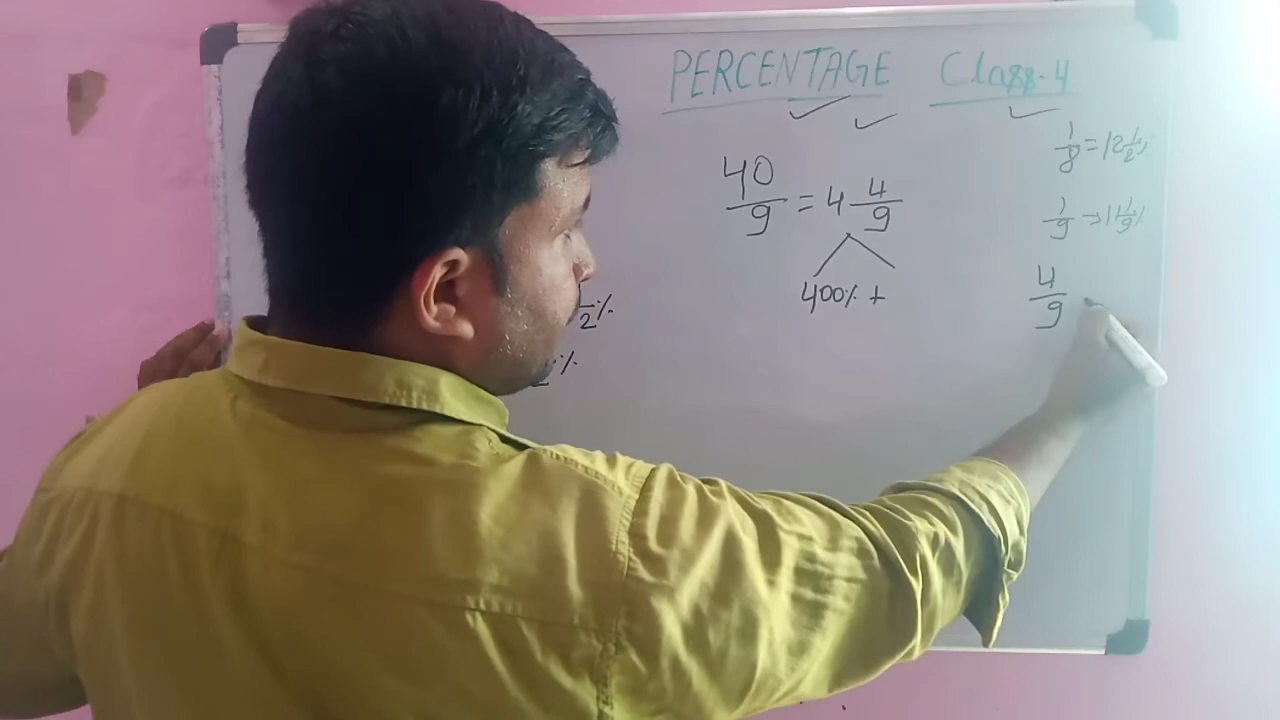 PERCENTAGE Class-4
40/9 = 4 4/9
400% +
1/8 = 12 1/2 %
1/9 → 11 1/9 %
4/9
2 %
%